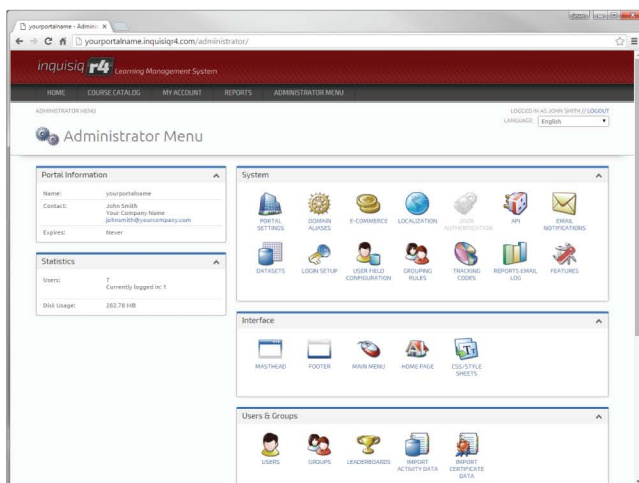 yourportalname - Admini
yourportalname.inquisiqr4.com/administrator/
inquisiq r4 Learning Management System
HOME COURSE CATALOG MY ACCOUNT REPORTS ADMINISTRATOR MENU
ADMINISTRATOR MENU
LOGGED IN AS JOHN SMITH // LOGOUT
LANGUAGE: English
Administrator Menu
Portal Information
Name: yourportalname
Contact: John Smith
Your Company Name
johnsmith@yourcompany.com
Expires: Never
Statistics
Users: 7
Currently logged in: 1
Disk Usage: 262.78 MB
System
PORTAL SETTINGS
DOMAIN ALIASES
E-COMMERCE
LOCALIZATION
USER AUTHENTICATION
API
EMAIL NOTIFICATIONS
DATASETS
LOGIN SETUP
USER FIELD CONFIGURATION
GROUPING RULES
TRACKING CODES
REPORTS EMAIL LOG
FEATURES
Interface
MASTHEAD
FOOTER
MAIN MENU
HOME PAGE
CSS/STYLE SHEETS
Users & Groups
USERS
GROUPS
LEADERBOARDS
IMPORT ACTIVITY DATA
IMPORT CERTIFICATE DATA